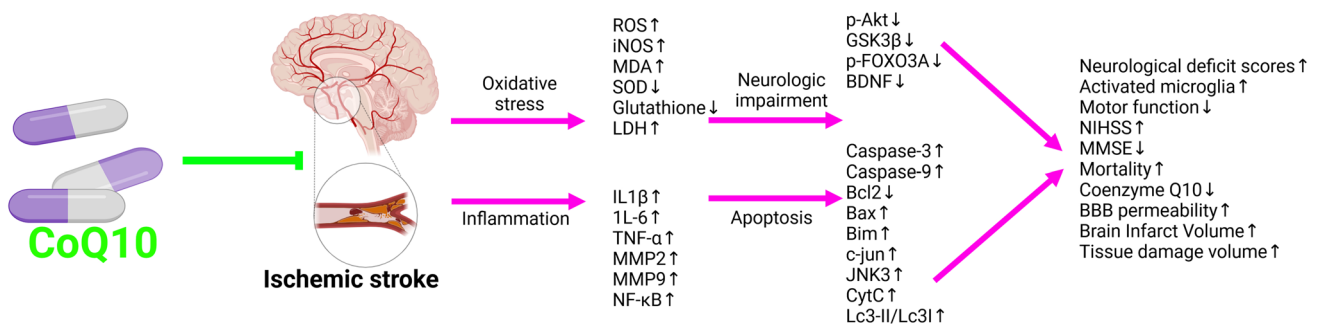 CoQ10
Ischemic stroke
Oxidative
stress
Inflammation
ROS↑
iNOS↑
MDA↑
SOD↓
Glutathione↓
LDH↑
IL1β↑
1L-6↑
TNF-α↑
MMP2↑
MMP9↑
NF-κB↑
Neurologic
impairment
Apoptosis
p-Akt↓
GSK3β↓
p-FOXO3A↓
BDNF↓
Caspase-3↑
Caspase-9↑
Bcl2↓
Bax↑
Bim↑
c-jun↑
JNK3↑
CytC↑
Lc3-II/Lc3I↑
Neurological deficit scores↑
Activated microglia↑
Motor function↓
NIHSS↑
MMSE↓
Mortality↑
Coenzyme Q10↓
BBB permeability↑
Brain Infarct Volume↑
Tissue damage volume↑